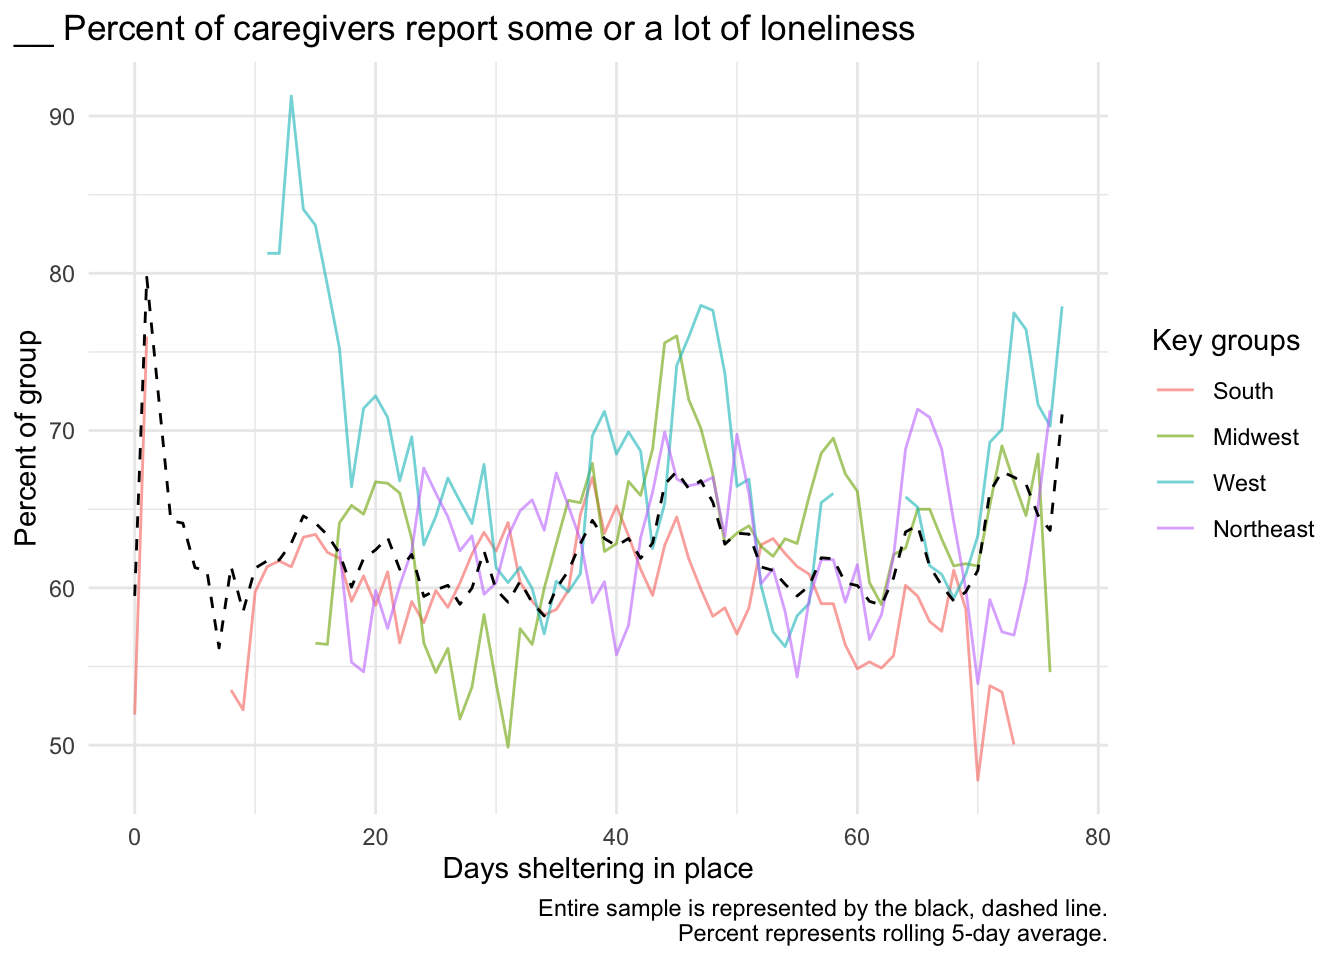 __ Percent of caregivers report some or a lot of loneliness
90
80
70
60
50
Percent of group
0
20
40
60
80
Days sheltering in place
Key groups
South
Midwest
West
Northeast
Entire sample is represented by the black, dashed line.
Percent represents rolling 5-day average.